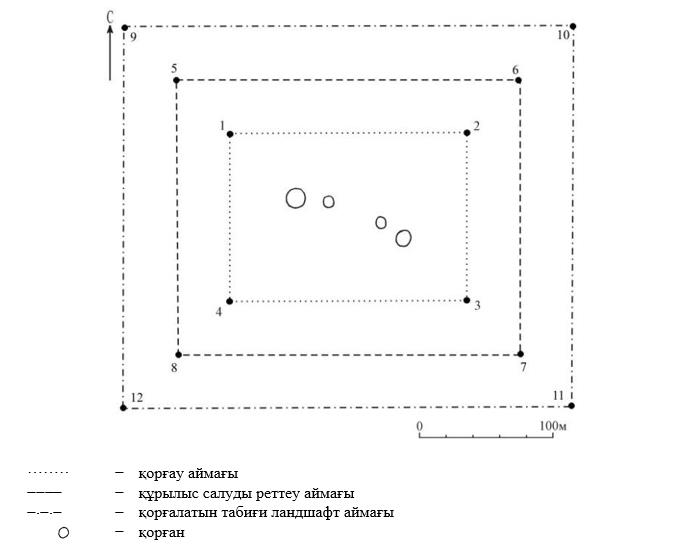 С
9
10
5
6
1
2
4
3
8
7
12
11
0 100м
– қорғау аймағы
– құрылыс салуды реттеу аймағы
– қорғалатын табиғи ландшафт аймағы
– қорған